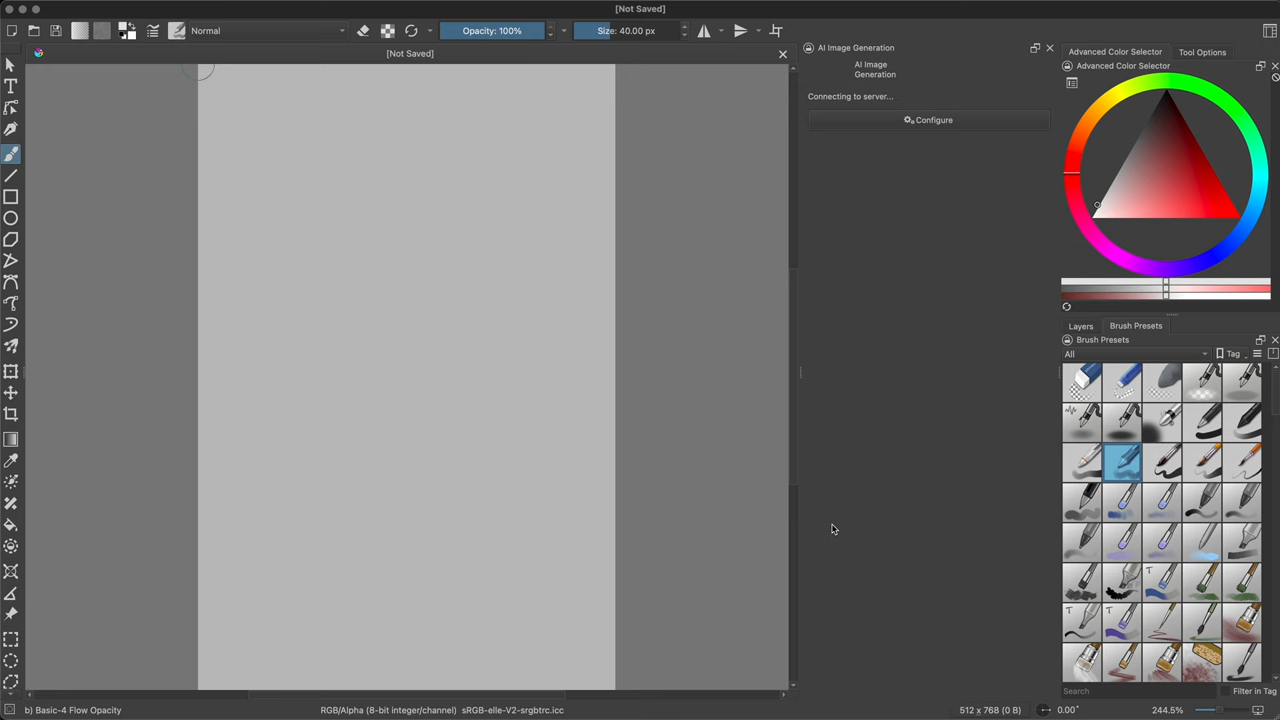 [Not Saved]
Normal
Opacity: 100%
Size: 40.00 px
[Not Saved]
AI Image Generation
AI Image
Generation
Connecting to server...
Configure
Advanced Color Selector
Tool Options
Advanced Color Selector
Layers
Brush Presets
Brush Presets
All
Tag
T
T
T
Search
Filter in Tag
b) Basic-4 Flow Opacity
RGB/Alpha (8-bit integer/channel) sRGB-elle-V2-srgbtrc.icc
512 x 768 (0 B)
0.00°
244.5%